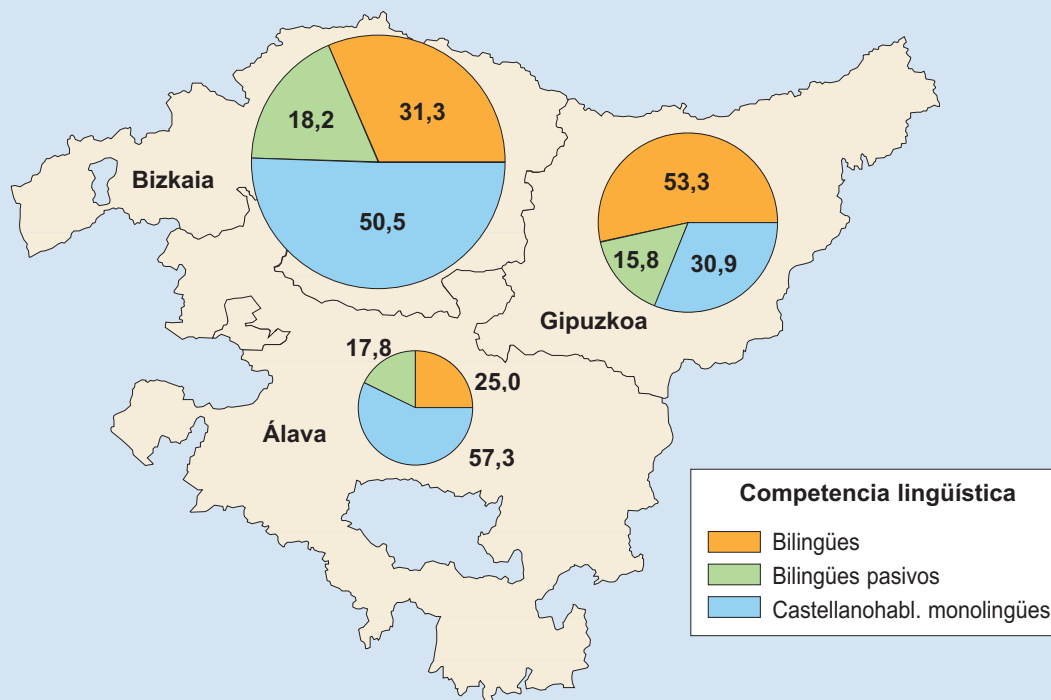 18,2
31,3
Bizkaia
50,5
53,3
15,8
30,9
Gipuzkoa
17,8
25,0
Álava
57,3
Competencia lingüística
Bilingües
Bilingües pasivos
Castellanohabl. monolingües